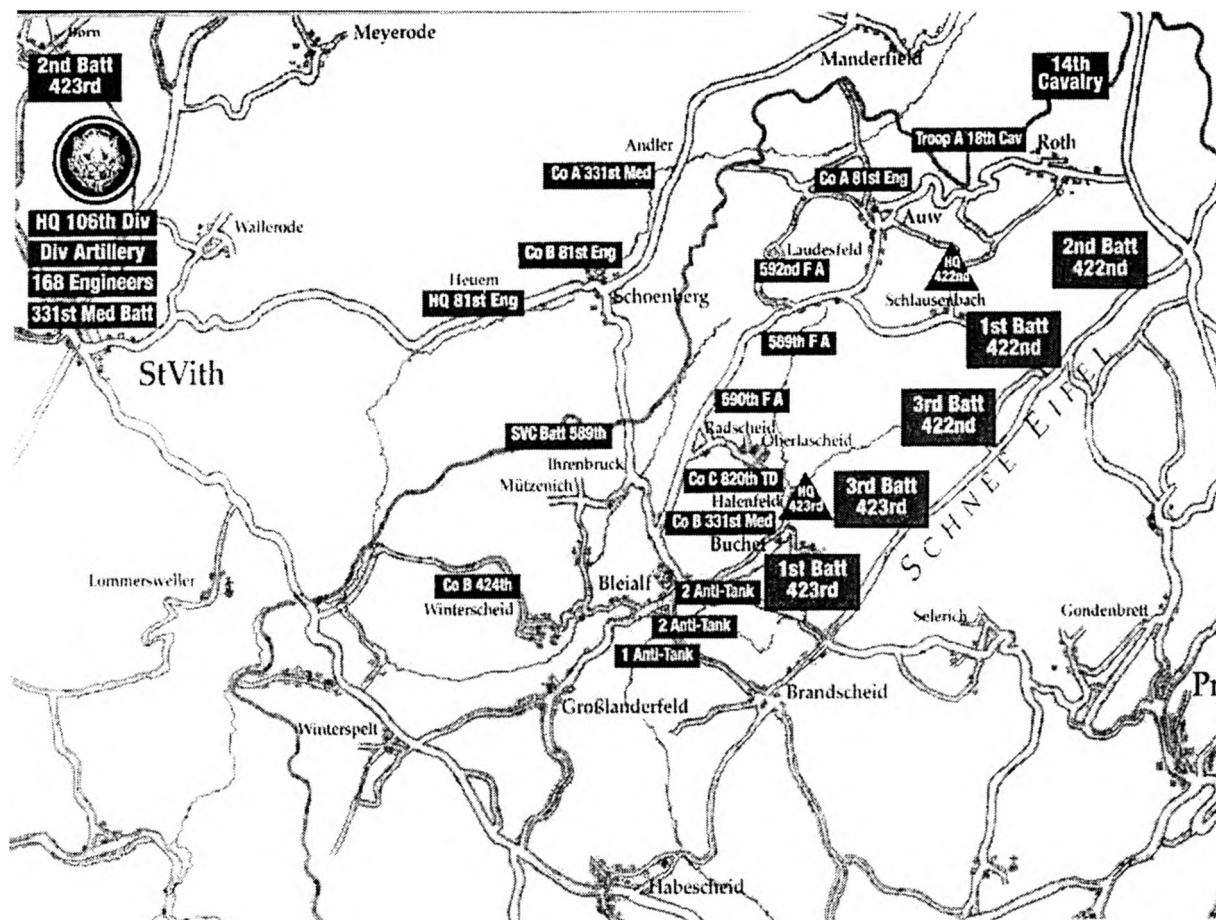 Born
Meyerode
2nd Batt
423rd
Manderfield
14th
Cavalry
Troop A 18th Cav
Roth
Andler
Co A 331st Med
Co A 81st Eng
Auw
HQ 106th Div
Div Artillery
168 Engineers
331st Med Batt
Wallerode
Co B 81st Eng
Laudesfeld
HQ
422nd
2nd Batt
422nd
592nd F A
Heuem
HQ 81st Eng
Schoenberg
Schlausenbach
StVith
589th F A
1st Batt
422nd
590th F A
3rd Batt
422nd
SCHNEE EIFEL
SVC Batt 589th
Radscheid
Oberlascheid
Ihrenbruck
Mützenich
Co C 820th TD
Halenfeld
HQ
423rd
3rd Batt
423rd
Co B 331st Med
Buchet
Lommersweller
Co B 424th
Winterscheid
Bleialf
2 Anti-Tank
1st Batt
423rd
2 Anti-Tank
1 Anti-Tank
Selerich
Gondenbrett
Großlanderfeld
Brandscheid
Pr
Winterspelt
Habescheid